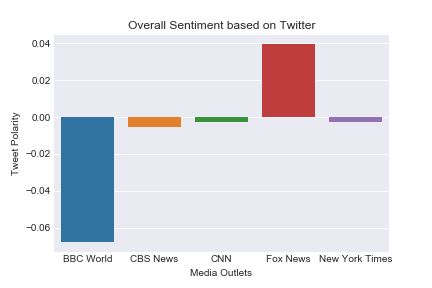 Overall Sentiment based on Twitter
0.04
0.02
0.00
−0.02
−0.04
−0.06
Tweet Polarity
BBC World CBS News CNN Fox News New York Times
Media Outlets